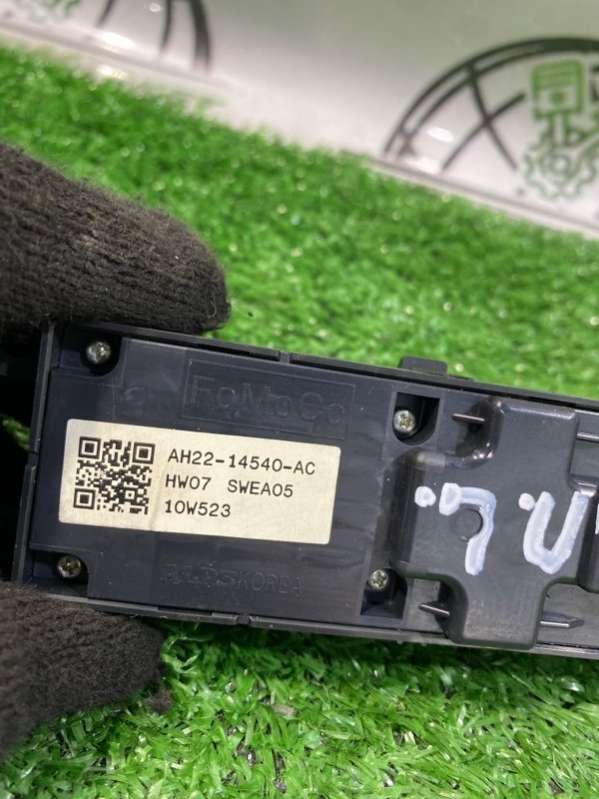 FoMoCo
AH22-14540-AC
HW07 SWEA05
10W523
KOREA
п.п.